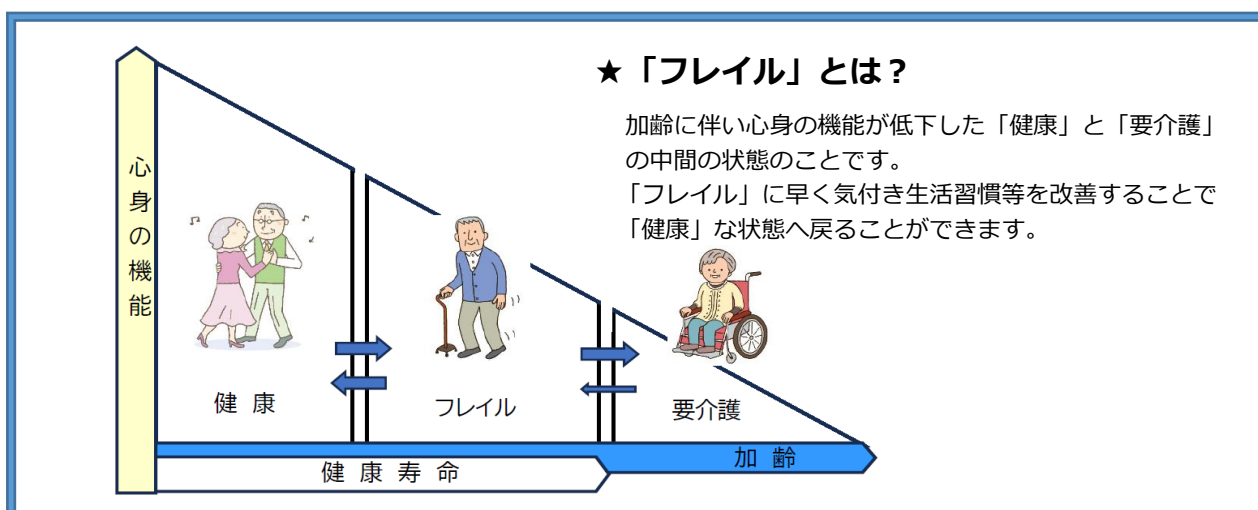 ★「フレイル」とは?
加齢に伴い心身の機能が低下した「健康」と「要介護」
の中間の状態のことです。
「フレイル」に早く気付き生活習慣等を改善することで
「健康」な状態へ戻ることができます。
心身の機能
健康
フレイル
要介護
加齢
健康寿命